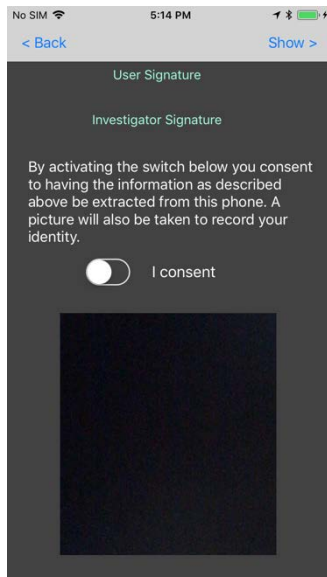 No SIM 5:14 PM
< Back Show >
User Signature
Investigator Signature
By activating the switch below you consent
to having the information as described
above be extracted from this phone. A
picture will also be taken to record your
identity.
I consent